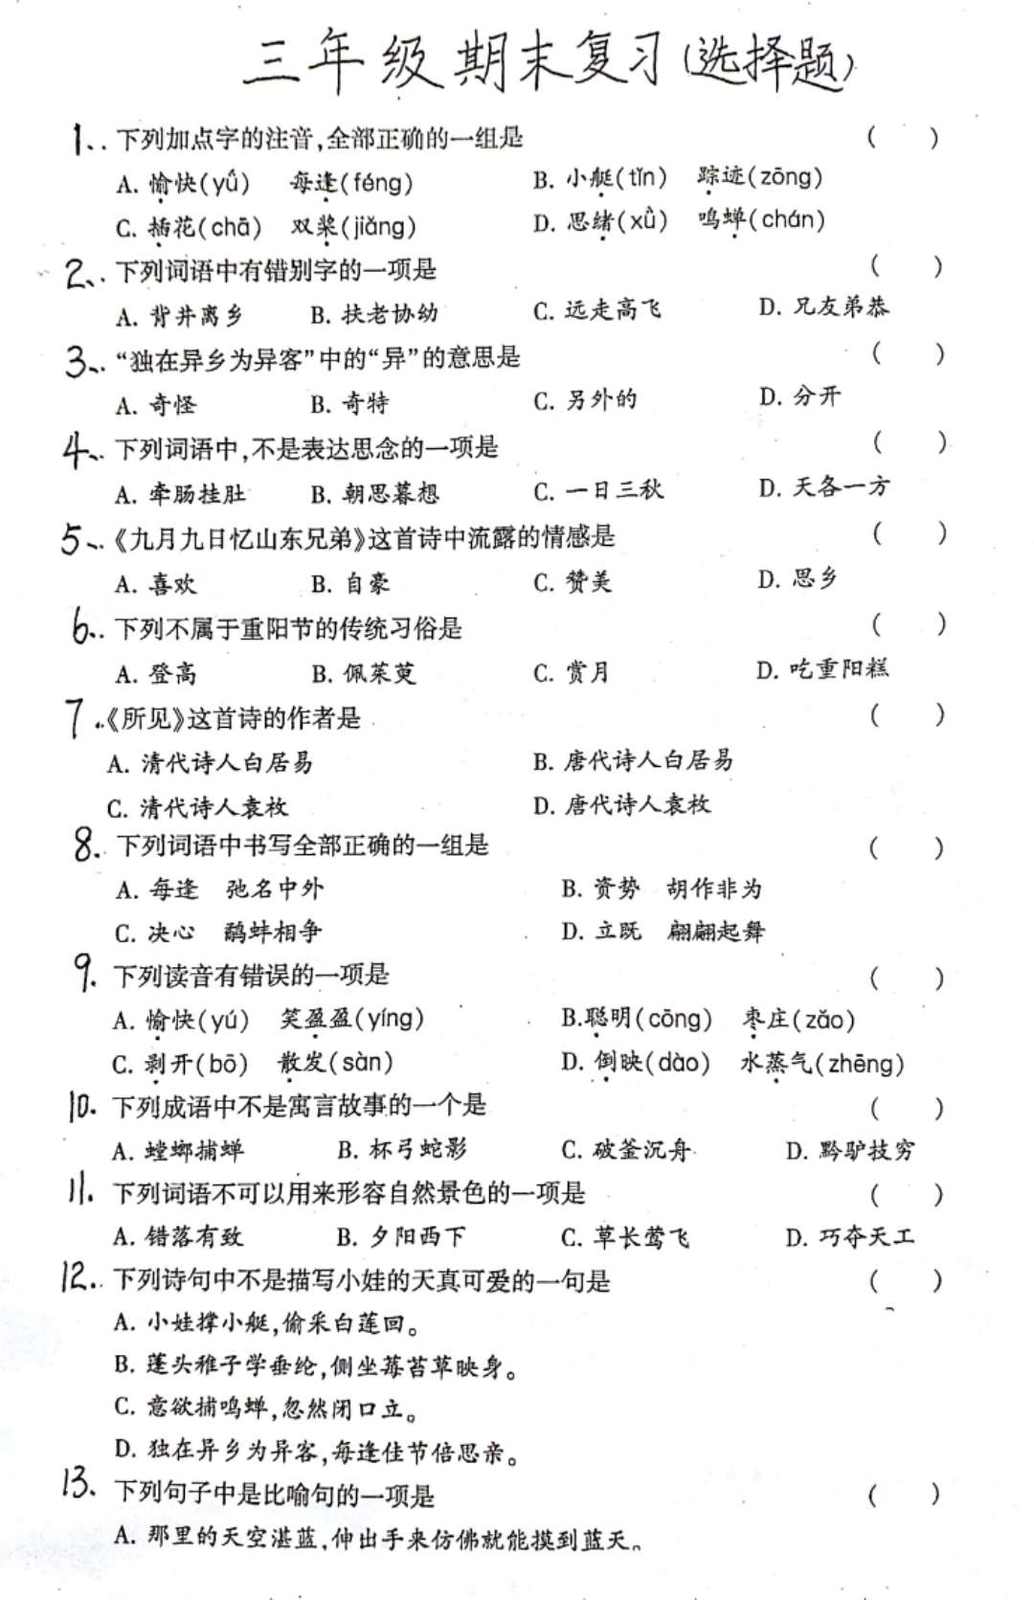 三年级期末复习(选择题)
1. 下列加点字的注音,全部正确的一组是 ( )
A. 愉快(yǘ) 每逢(féng) B. 小艇(tǐn) 踪迹(zōng)
C. 插花(chā) 双桨(jiǎng) D. 思绪(xǜ) 鸣蝉(chán)
2. 下列词语中有错别字的一项是 ( )
A. 背井离乡 B. 扶老协幼 C. 远走高飞 D. 兄友弟恭
3. “独在异乡为异客”中的“异”的意思是 ( )
A. 奇怪 B. 奇特 C. 另外的 D. 分开
4. 下列词语中,不是表达思念的一项是 ( )
A. 牵肠挂肚 B. 朝思暮想 C. 一日三秋 D. 天各一方
5. 《九月九日忆山东兄弟》这首诗中流露的情感是 ( )
A. 喜欢 B. 自豪 C. 赞美 D. 思乡
6. 下列不属于重阳节的传统习俗是 ( )
A. 登高 B. 佩茱萸 C. 赏月 D. 吃重阳糕
7. 《所见》这首诗的作者是 ( )
A. 清代诗人白居易 B. 唐代诗人白居易
C. 清代诗人袁枚 D. 唐代诗人袁枚
8. 下列词语中书写全部正确的一组是 ( )
A. 每逢 弛名中外 B. 资势 胡作非为
C. 决心 鹬蚌相争 D. 立既 翩翩起舞
9. 下列读音有错误的一项是 ( )
A. 愉快(yú) 笑盈盈(yíng) B.聪明(cōng) 枣庄(zǎo)
C. 剥开(bō) 散发(sàn) D. 倒映(dào) 水蒸气(zhēng)
10. 下列成语中不是寓言故事的一个是 ( )
A. 螳螂捕蝉 B. 杯弓蛇影 C. 破釜沉舟 D. 黔驴技穷
11. 下列词语不可以用来形容自然景色的一项是 ( )
A. 错落有致 B. 夕阳西下 C. 草长莺飞 D. 巧夺天工
12. 下列诗句中不是描写小娃的天真可爱的一句是 ( )
A. 小娃撑小艇,偷采白莲回。
B. 蓬头稚子学垂纶,侧坐莓苔草映身。
C. 意欲捕鸣蝉,忽然闭口立。
D. 独在异乡为异客,每逢佳节倍思亲。
13. 下列句子中是比喻句的一项是 ( )
A. 那里的天空湛蓝,伸出手来仿佛就能摸到蓝天。